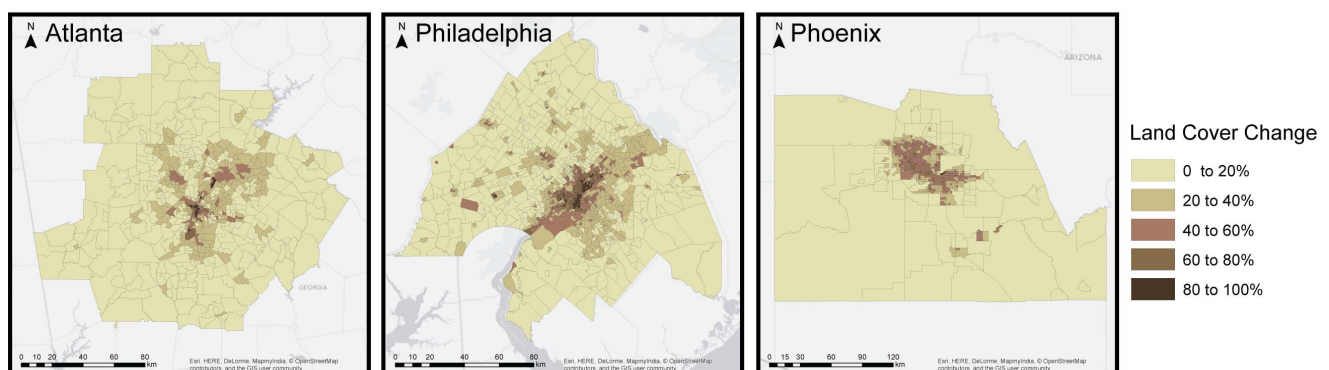 N
Atlanta
GEORGIA
0 10 20 40 60 80
km
Esri, HERE, DeLorme, MapmyIndia, © OpenStreetMap
contributors, and the GIS user community.
N
Philadelphia
0 10 20 40 60 80
km
Esri, HERE, DeLorme, MapmyIndia, © OpenStreetMap
contributors, and the GIS user community.
N
Phoenix
ARIZONA
0 15 30 60 90 120
km
Esri, HERE, DeLorme, MapmyIndia, © OpenStreetMap
contributors, and the GIS user community.
Land Cover Change
0 to 20%
20 to 40%
40 to 60%
60 to 80%
80 to 100%